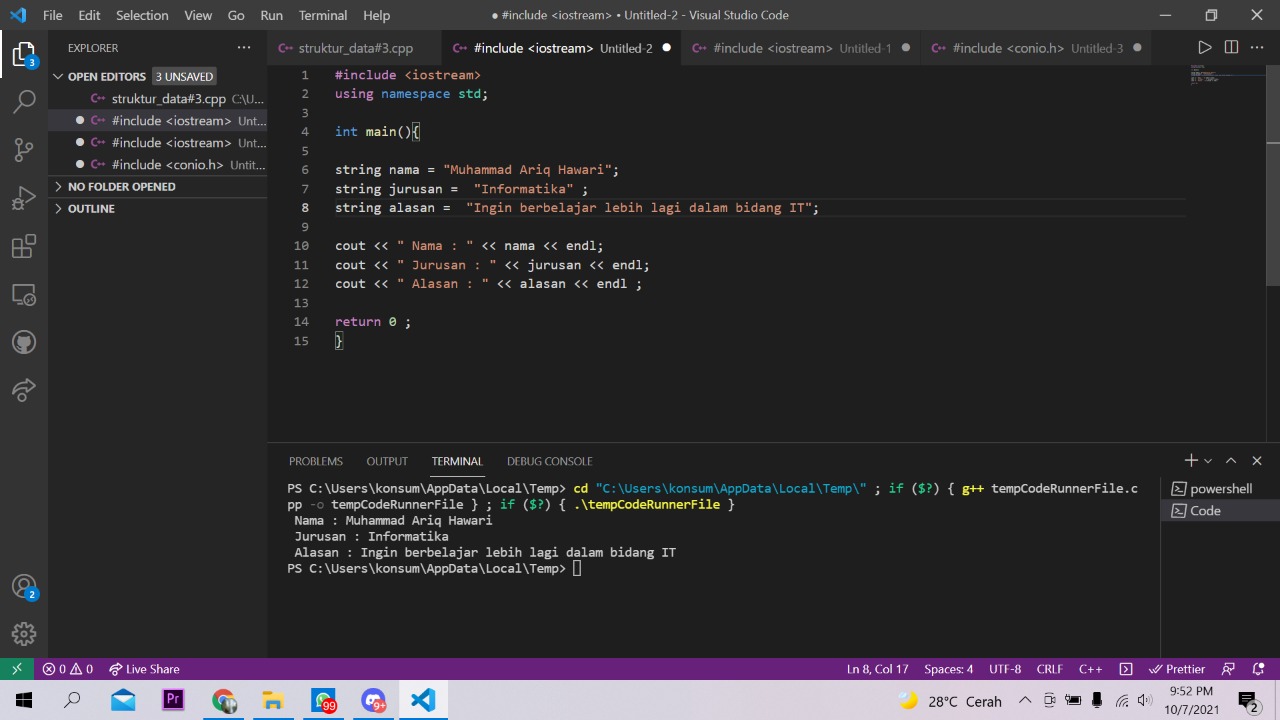 File Edit Selection View Go Run Terminal Help
● #include <iostream> • Untitled-2 - Visual Studio Code
EXPLORER
OPEN EDITORS 3 UNSAVED
struktur_data#3.cpp C:\U...
#include <iostream> Unt...
#include <iostream> Unt...
#include <conio.h> Untit...
NO FOLDER OPENED
OUTLINE
struktur_data#3.cpp
#include <iostream> Untitled-2
#include <iostream> Untitled-1
#include <conio.h> Untitled-3
1 #include <iostream>
2 using namespace std;
3
4 int main(){
5
6 string nama = "Muhammad Ariq Hawari";
7 string jurusan =  "Informatika" ;
8 string alasan =  "Ingin berbelajar lebih lagi dalam bidang IT";
9
10 cout << " Nama : " << nama << endl;
11 cout << " Jurusan : " << jurusan << endl;
12 cout << " Alasan : " << alasan << endl ;
13
14 return 0 ;
15 }
PROBLEMS OUTPUT TERMINAL DEBUG CONSOLE
PS C:\Users\konsum\AppData\Local\Temp> cd "C:\Users\konsum\AppData\Local\Temp\" ; if ($?) { g++ tempCodeRunnerFile.c
pp -o tempCodeRunnerFile } ; if ($?) { .\tempCodeRunnerFile }
Nama : Muhammad Ariq Hawari
Jurusan : Informatika
Alasan : Ingin berbelajar lebih lagi dalam bidang IT
PS C:\Users\konsum\AppData\Local\Temp>
powershell
Code
3
2
0 0 Live Share
Ln 8, Col 17 Spaces: 4 UTF-8 CRLF C++ Prettier
Pr
99
9+
28°C Cerah
9:52 PM
10/7/2021
2